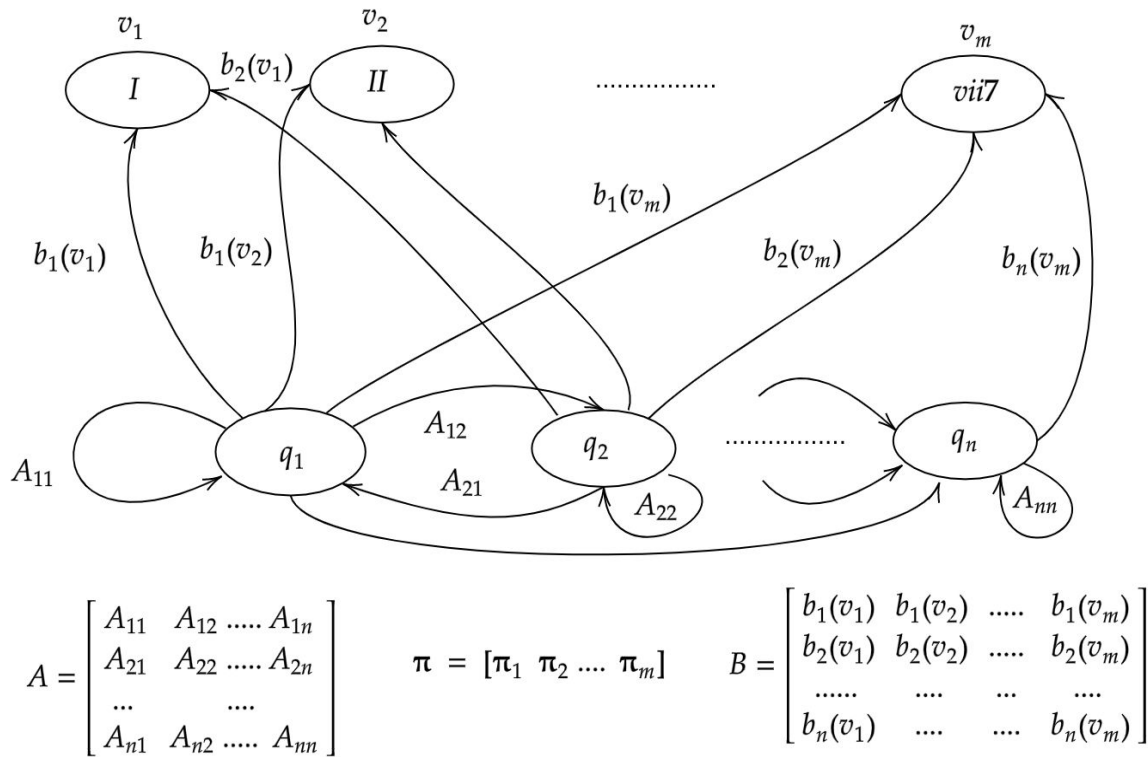 v₁ v₂ vₘ
I b₂(v₁) II ................. vii7
b₁(vₘ)
b₁(v₁) b₁(v₂) b₂(vₘ) bₙ(vₘ)
A₁₂
q₁ q₂ ................. qₙ
A₁₁ A₂₁ A₂₂ Aₙₙ
A = [ A₁₁ A₁₂ ..... A₁ₙ
A₂₁ A₂₂ ..... A₂ₙ
... ....
Aₙ₁ Aₙ₂ ..... Aₙₙ ]
π = [π₁ π₂ .... πₘ]
B = [ b₁(v₁) b₁(v₂) ..... b₁(vₘ)
b₂(v₁) b₂(v₂) ..... b₂(vₘ)
...... .... ... ....
bₙ(v₁) .... .... bₙ(vₘ) ]